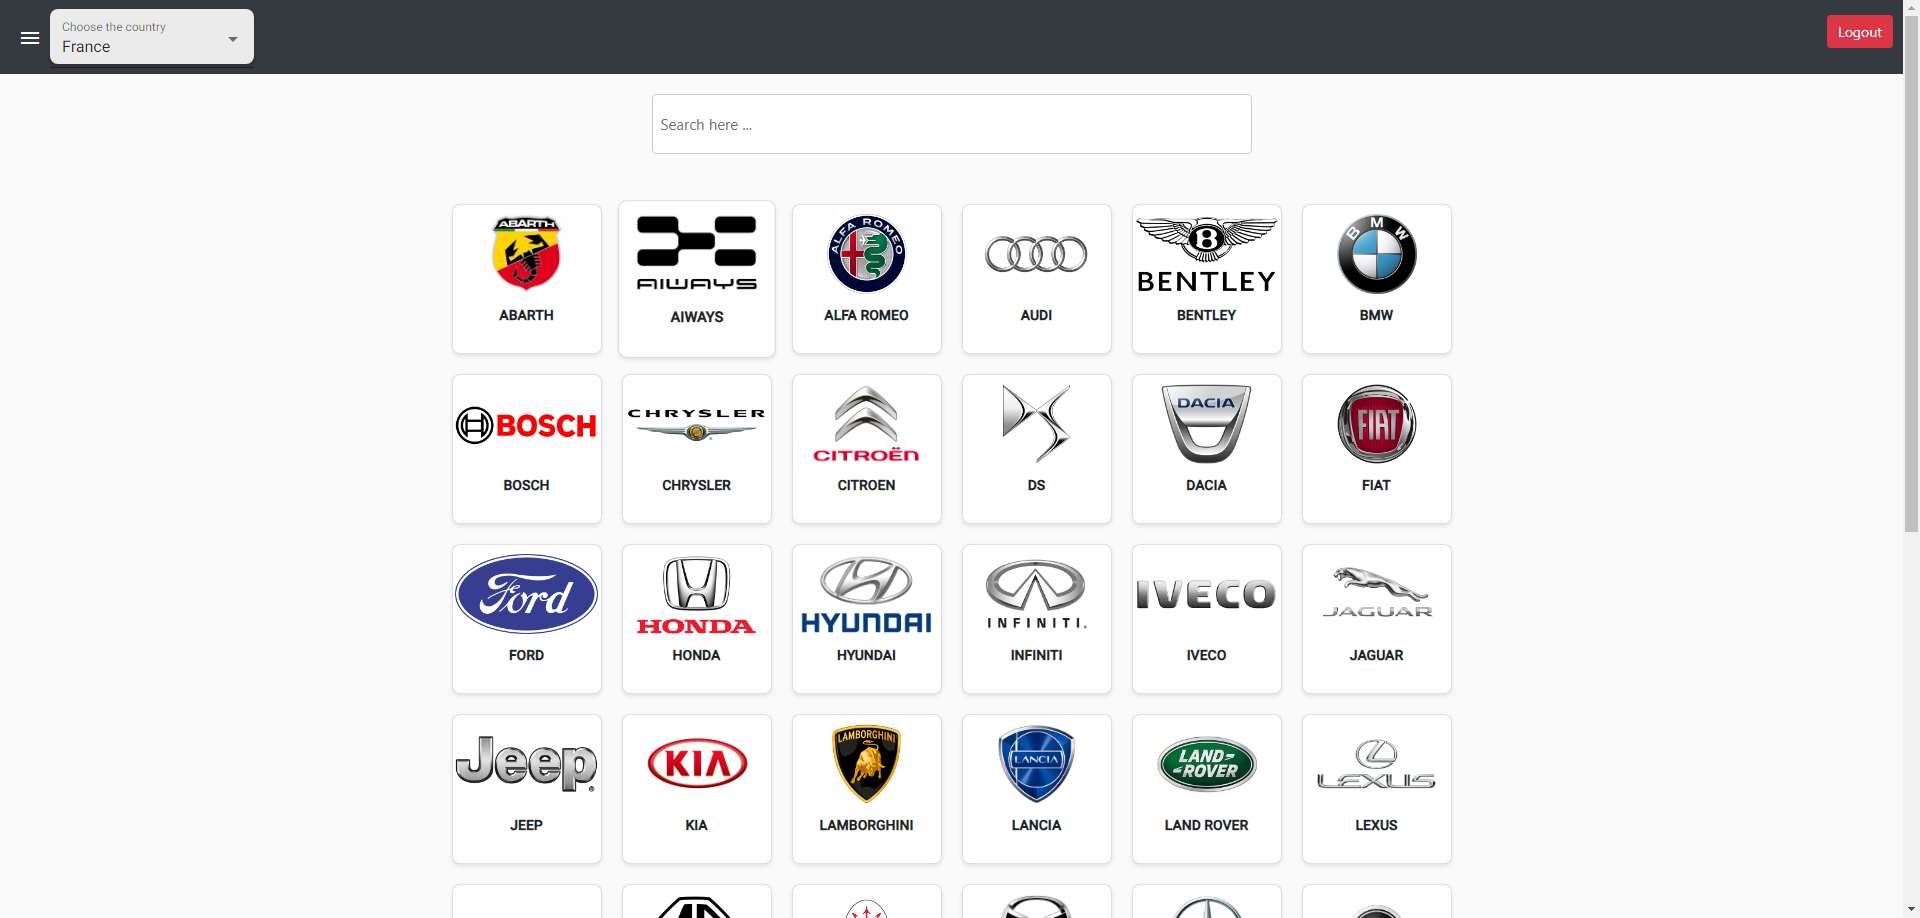 Choose the country
France
Logout
Search here ...
ABARTH
AIWAYS
ALFA ROMEO
BENTLEY
BMW
ABARTH
AIWAYS
ALFA ROMEO
AUDI
BENTLEY
BMW
BOSCH
CHRYSLER
CITROËN
DACIA
FIAT
BOSCH
CHRYSLER
CITROEN
DS
DACIA
FIAT
Ford
HONDA
HYUNDAI
INFINITI
IVECO
JAGUAR
FORD
HONDA
HYUNDAI
INFINITI
IVECO
JAGUAR
Jeep
KIA
LAMBORGHINI
LANCIA
LAND ROVER
LEXUS
JEEP
KIA
LAMBORGHINI
LANCIA
LAND ROVER
LEXUS